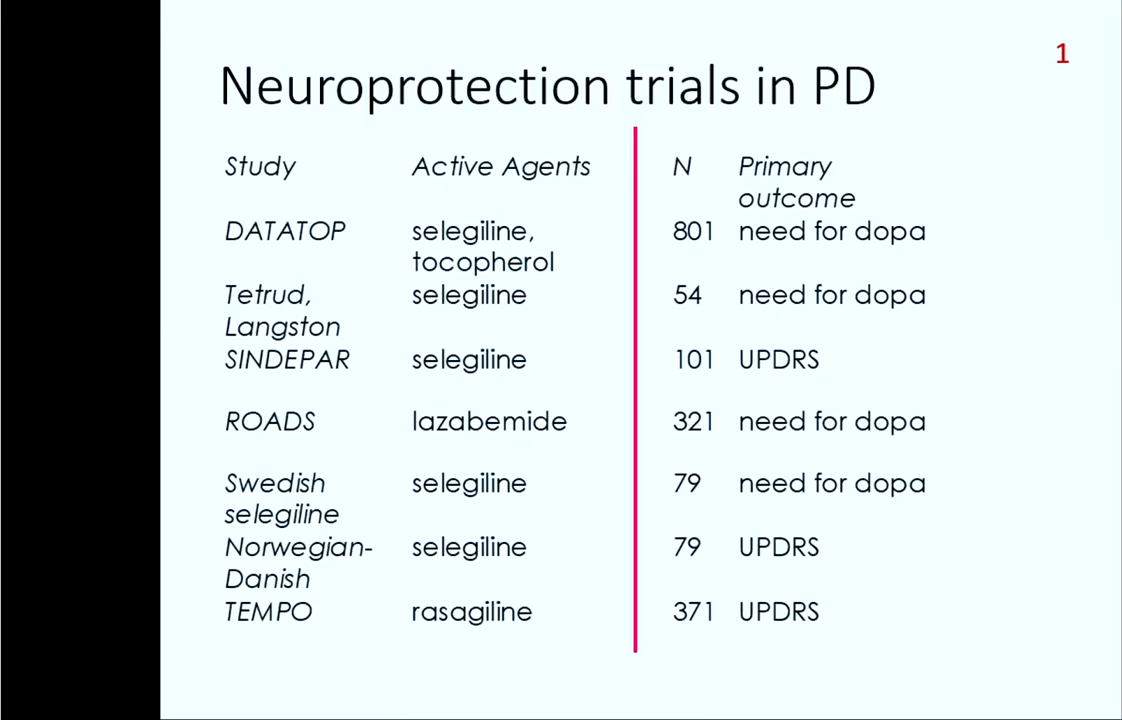 1
Neuroprotection trials in PD
Study Active Agents N Primary
outcome
DATATOP selegiline, 801 need for dopa
tocopherol
Tetrud, selegiline 54 need for dopa
Langston
SINDEPAR selegiline 101 UPDRS
ROADS lazabemide 321 need for dopa
Swedish selegiline 79 need for dopa
selegiline
Norwegian- selegiline 79 UPDRS
Danish
TEMPO rasagiline 371 UPDRS